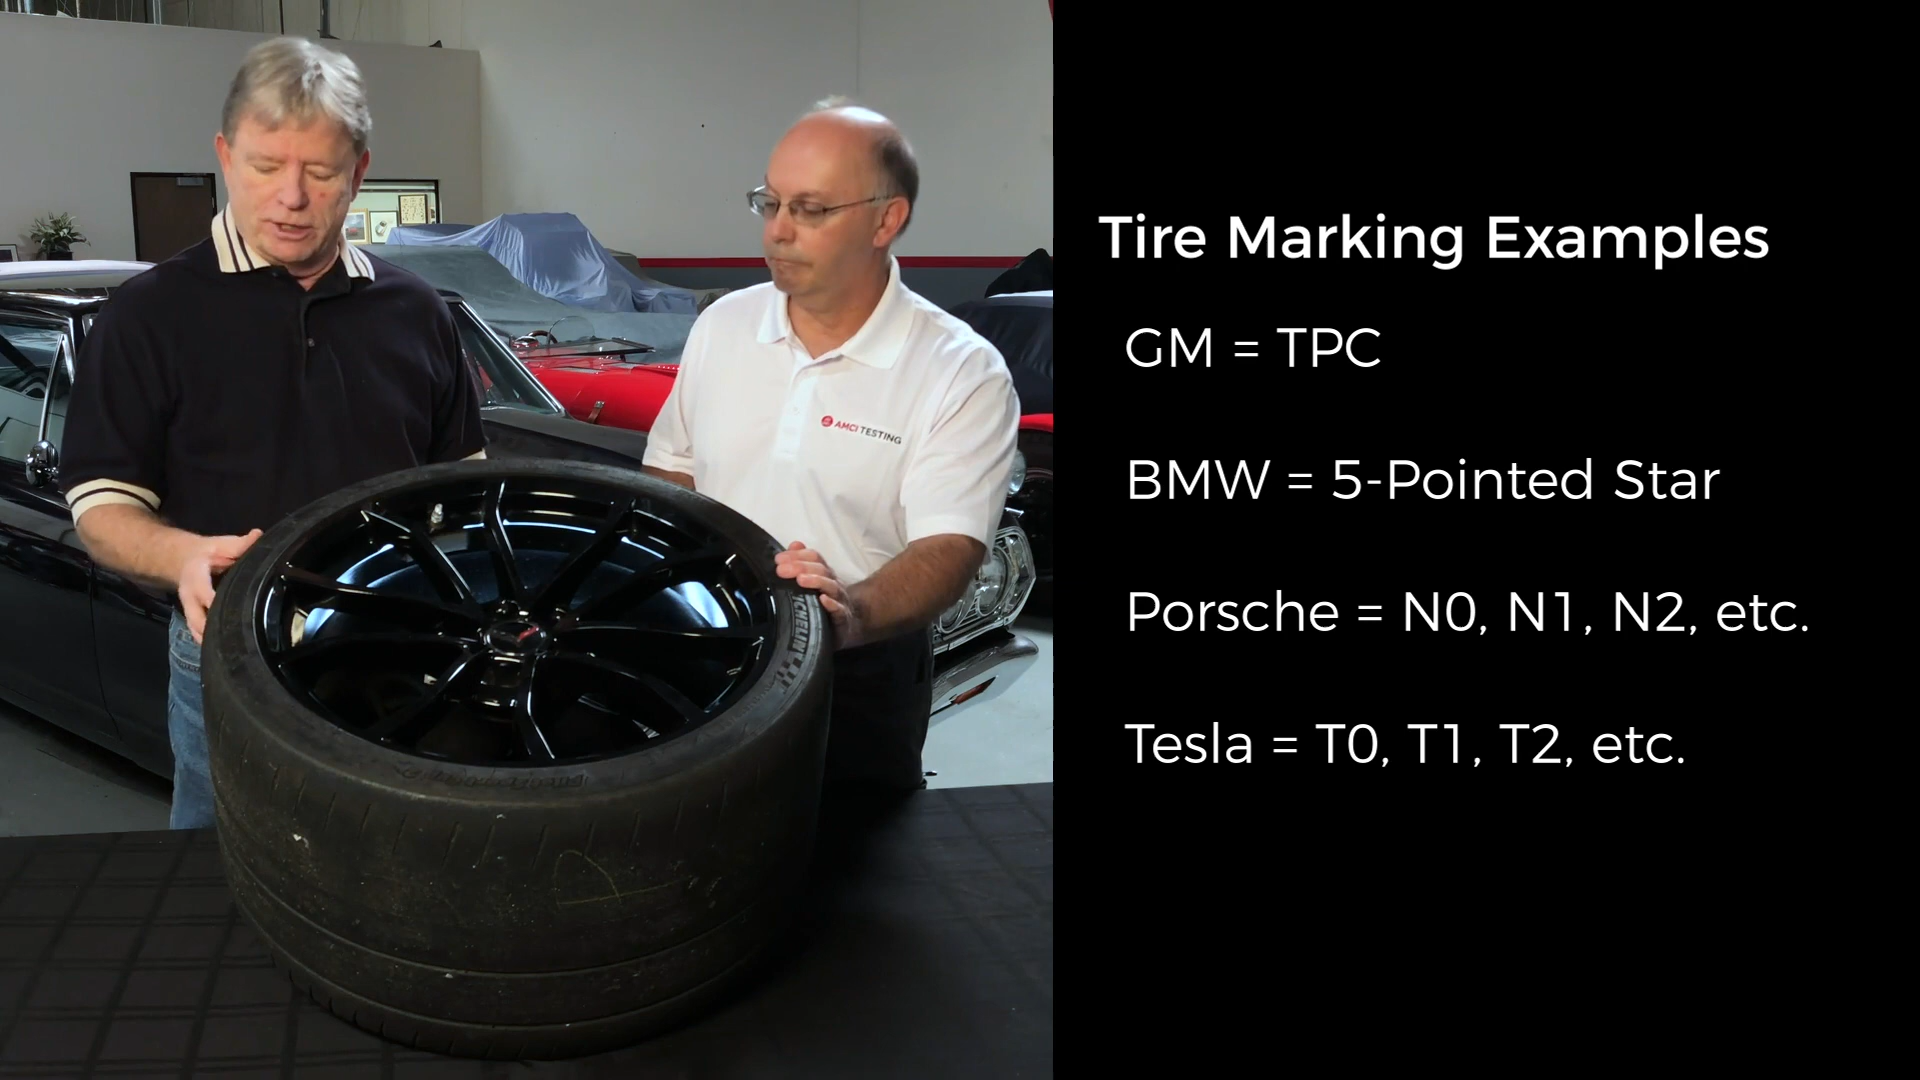 Tire Marking Examples
GM = TPC
BMW = 5-Pointed Star
Porsche = N0, N1, N2, etc.
Tesla = T0, T1, T2, etc.
AMCI TESTING
MICHELIN